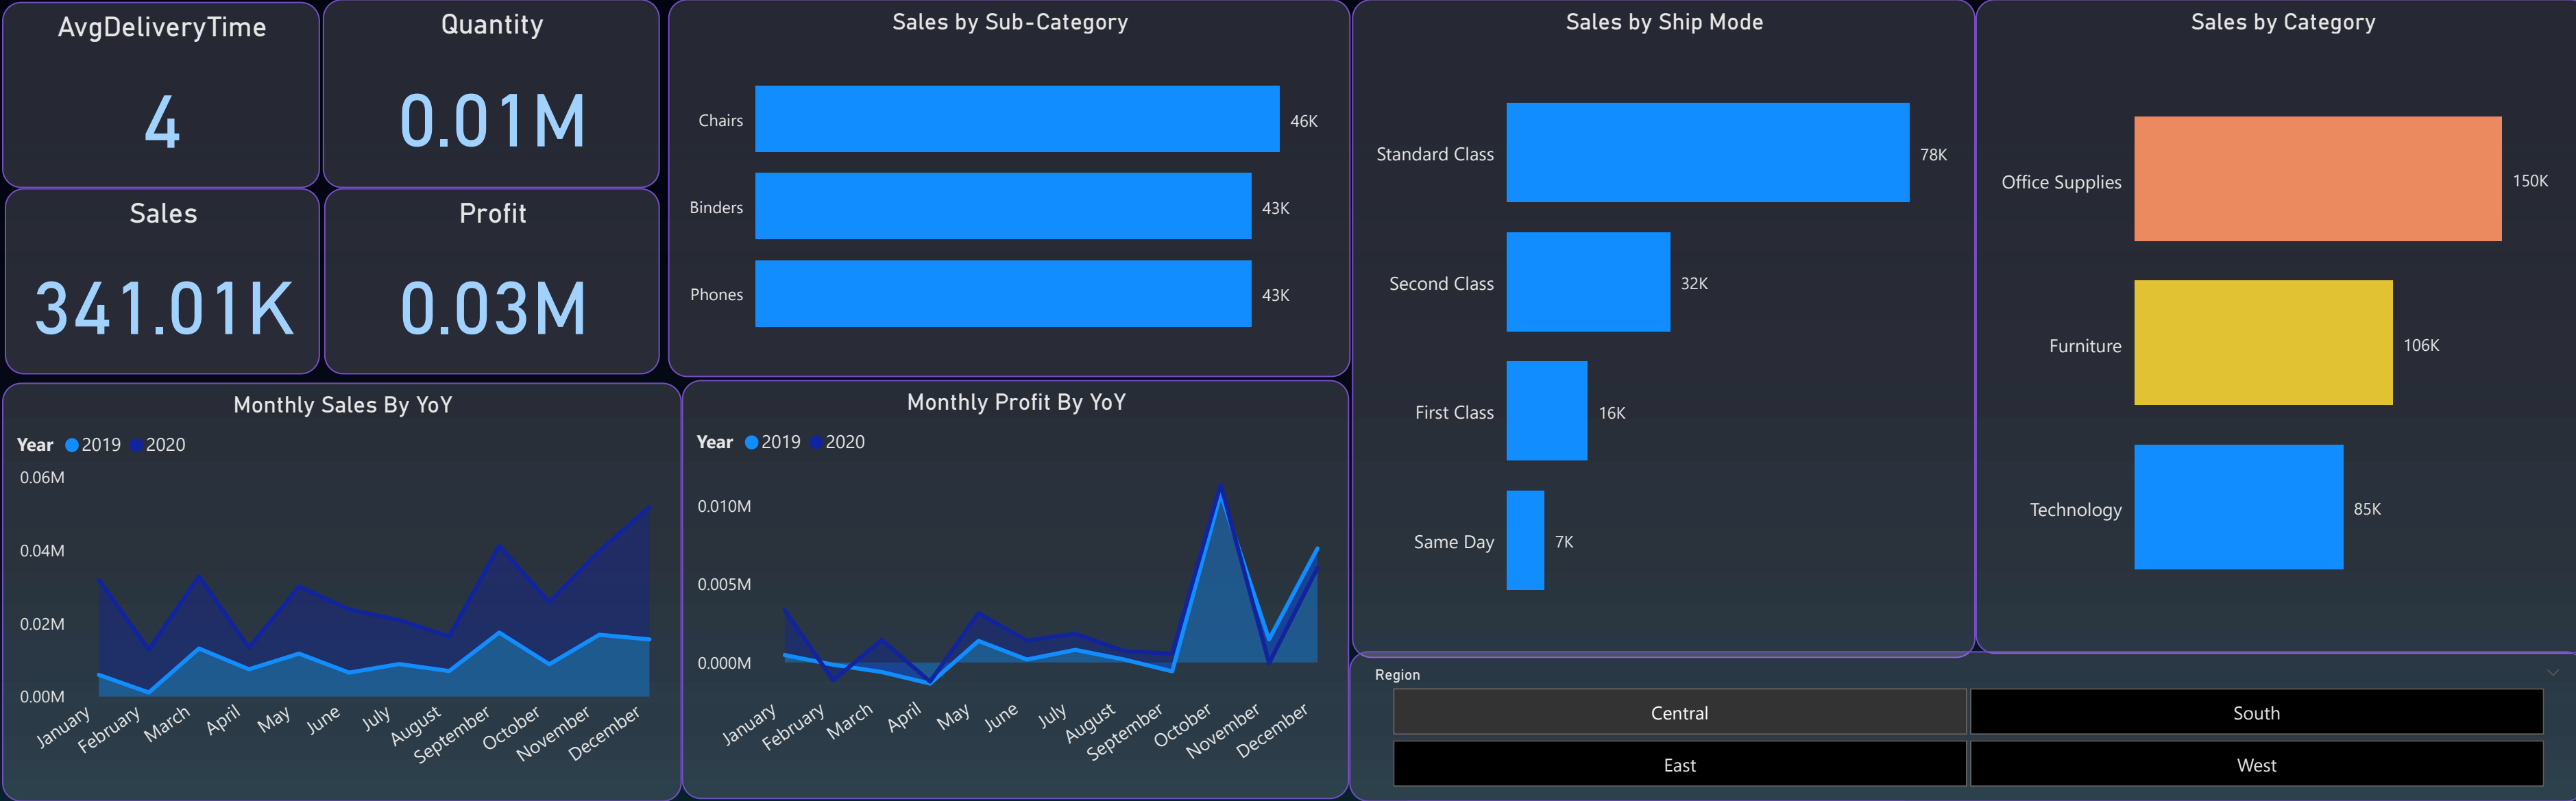 AvgDeliveryTime
4
Quantity
0.01M
Sales
341.01K
Profit
0.03M
Sales by Sub-Category
Chairs 46K
Binders 43K
Phones 43K
Sales by Ship Mode
Standard Class 78K
Second Class 32K
First Class 16K
Same Day 7K
Sales by Category
Office Supplies 150K
Furniture 106K
Technology 85K
Monthly Sales By YoY
Year 2019 2020
0.06M
0.04M
0.02M
0.00M
January February March April May June July August September October November December
Monthly Profit By YoY
Year 2019 2020
0.010M
0.005M
0.000M
January February March April May June July August September October November December
Region
Central South
East West